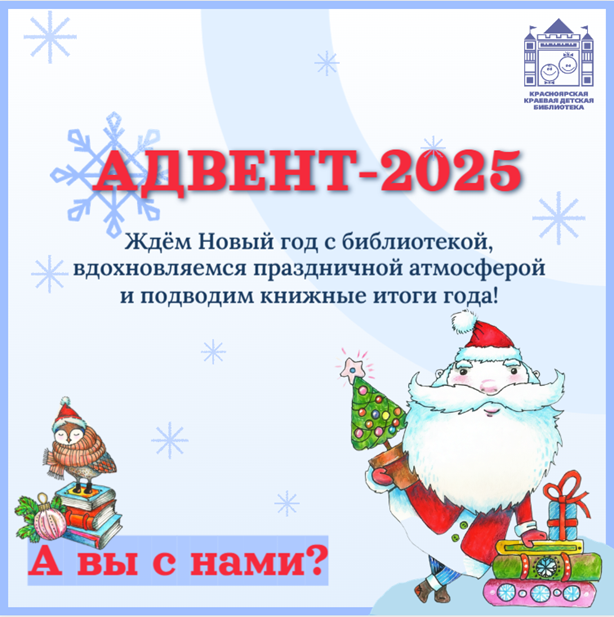 КРАСНОЯРСКАЯ
КРАЕВАЯ ДЕТСКАЯ
БИБЛИОТЕКА
АДВЕНТ-2025
Ждём Новый год с библиотекой,
вдохновляемся праздничной атмосферой
и подводим книжные итоги года!
А вы с нами?